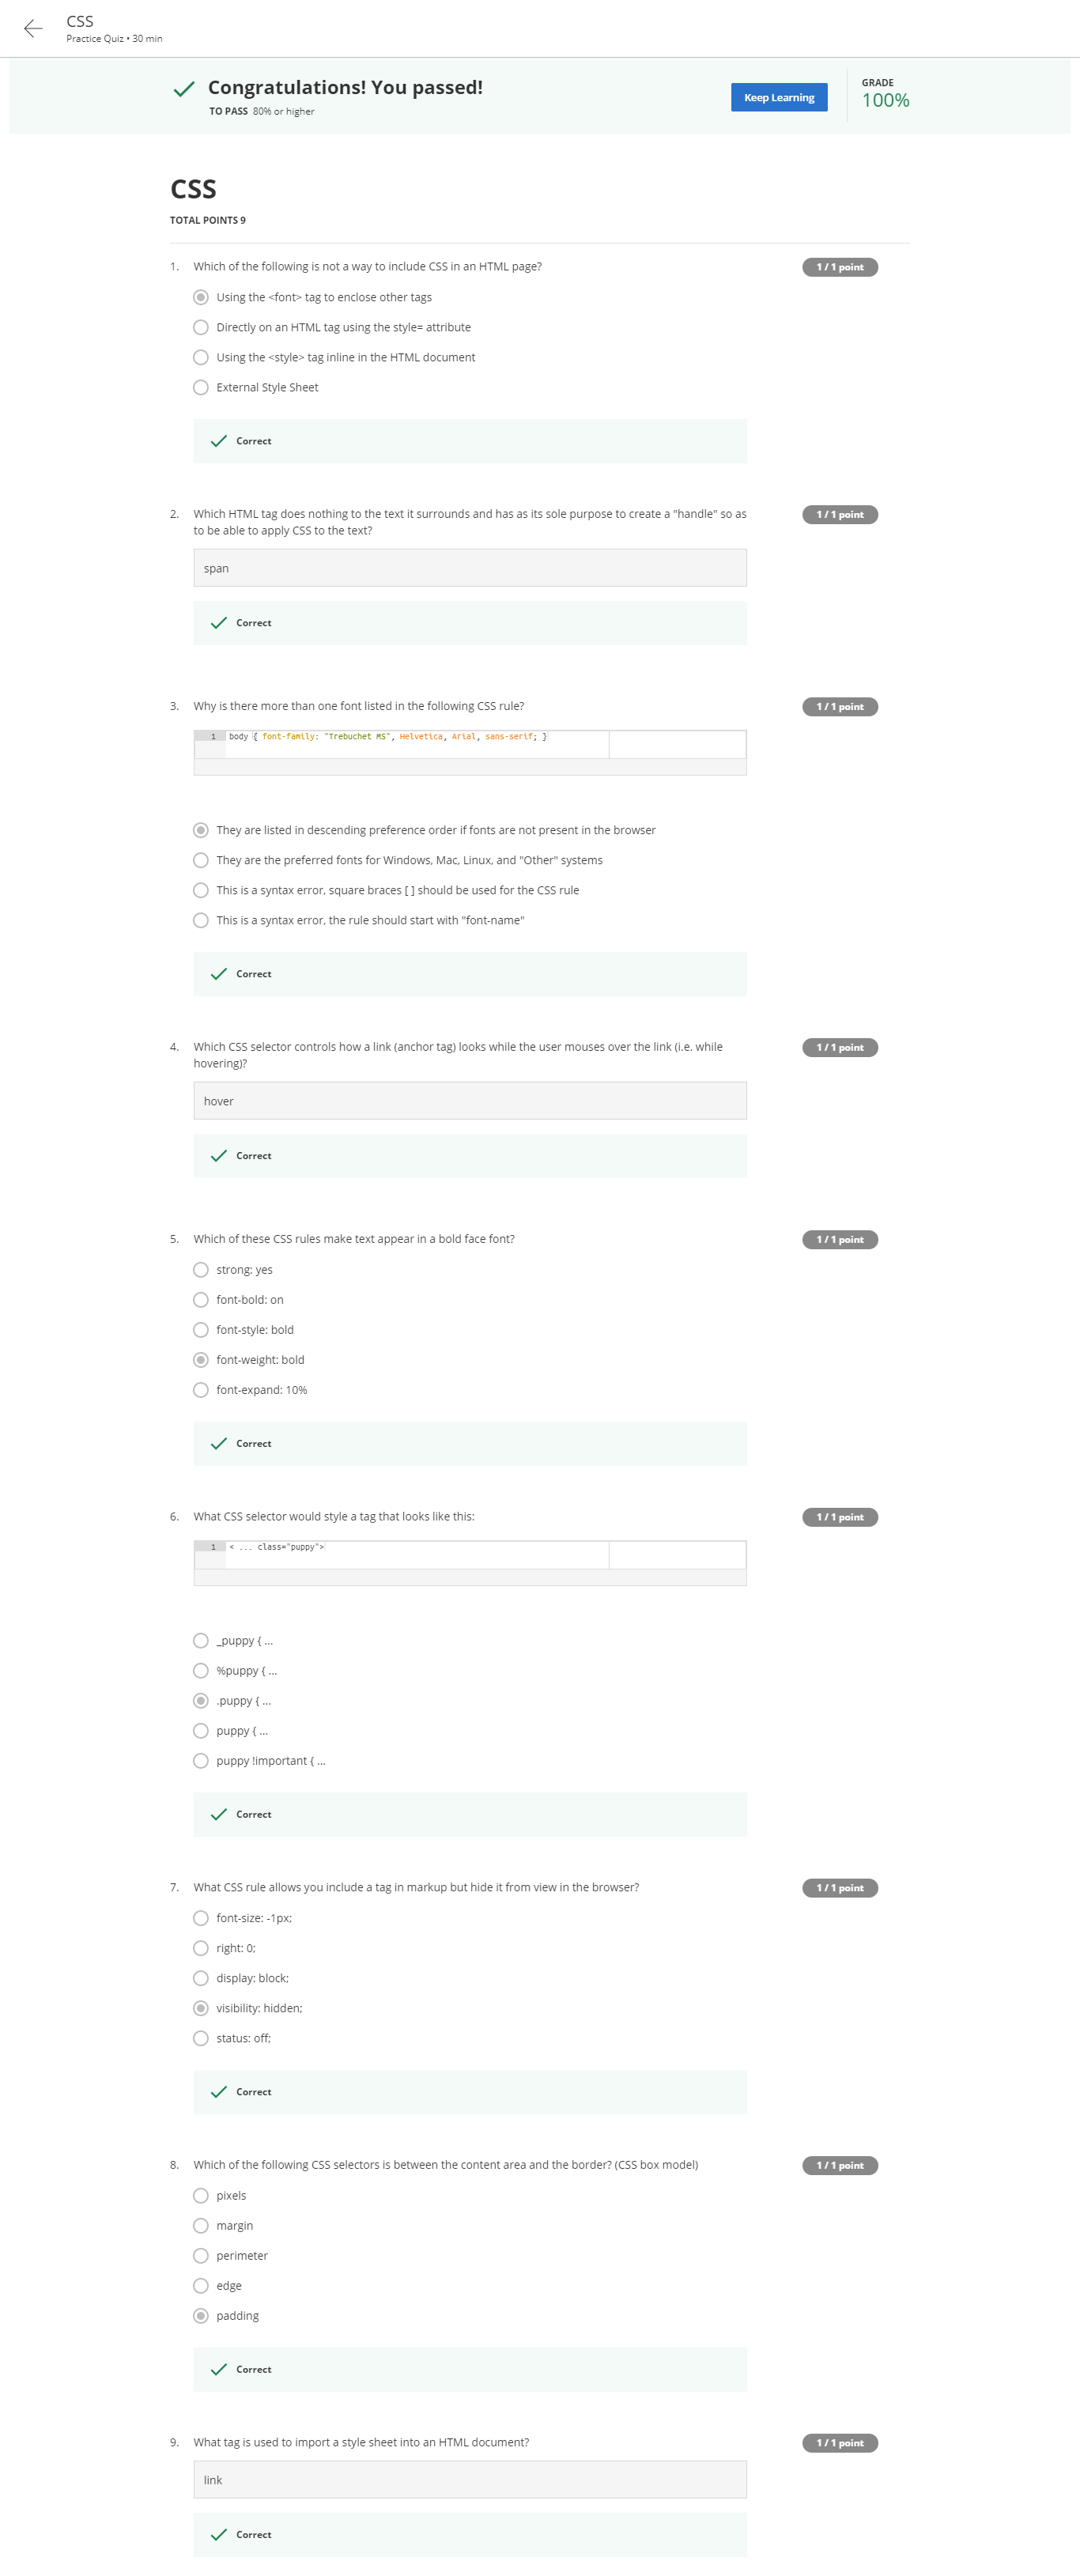 CSS
Practice Quiz • 30 min
Congratulations! You passed!
TO PASS 80% or higher
Keep Learning
GRADE
100%
CSS
TOTAL POINTS 9
1. Which of the following is not a way to include CSS in an HTML page?
1 / 1 point
Using the <font> tag to enclose other tags
Directly on an HTML tag using the style= attribute
Using the <style> tag inline in the HTML document
External Style Sheet
Correct
2. Which HTML tag does nothing to the text it surrounds and has as its sole purpose to create a "handle" so as
to be able to apply CSS to the text?
1 / 1 point
span
Correct
3. Why is there more than one font listed in the following CSS rule?
1 / 1 point
1 body { font-family: "Trebuchet MS", Helvetica, Arial, sans-serif; }
They are listed in descending preference order if fonts are not present in the browser
They are the preferred fonts for Windows, Mac, Linux, and "Other" systems
This is a syntax error, square braces [ ] should be used for the CSS rule
This is a syntax error, the rule should start with "font-name"
Correct
4. Which CSS selector controls how a link (anchor tag) looks while the user mouses over the link (i.e. while
hovering)?
1 / 1 point
hover
Correct
5. Which of these CSS rules make text appear in a bold face font?
1 / 1 point
strong: yes
font-bold: on
font-style: bold
font-weight: bold
font-expand: 10%
Correct
6. What CSS selector would style a tag that looks like this:
1 / 1 point
1 < ... class="puppy">
_puppy { ...
%puppy { ...
.puppy { ...
puppy { ...
puppy !important { ...
Correct
7. What CSS rule allows you include a tag in markup but hide it from view in the browser?
1 / 1 point
font-size: -1px;
right: 0;
display: block;
visibility: hidden;
status: off;
Correct
8. Which of the following CSS selectors is between the content area and the border? (CSS box model)
1 / 1 point
pixels
margin
perimeter
edge
padding
Correct
9. What tag is used to import a style sheet into an HTML document?
1 / 1 point
link
Correct